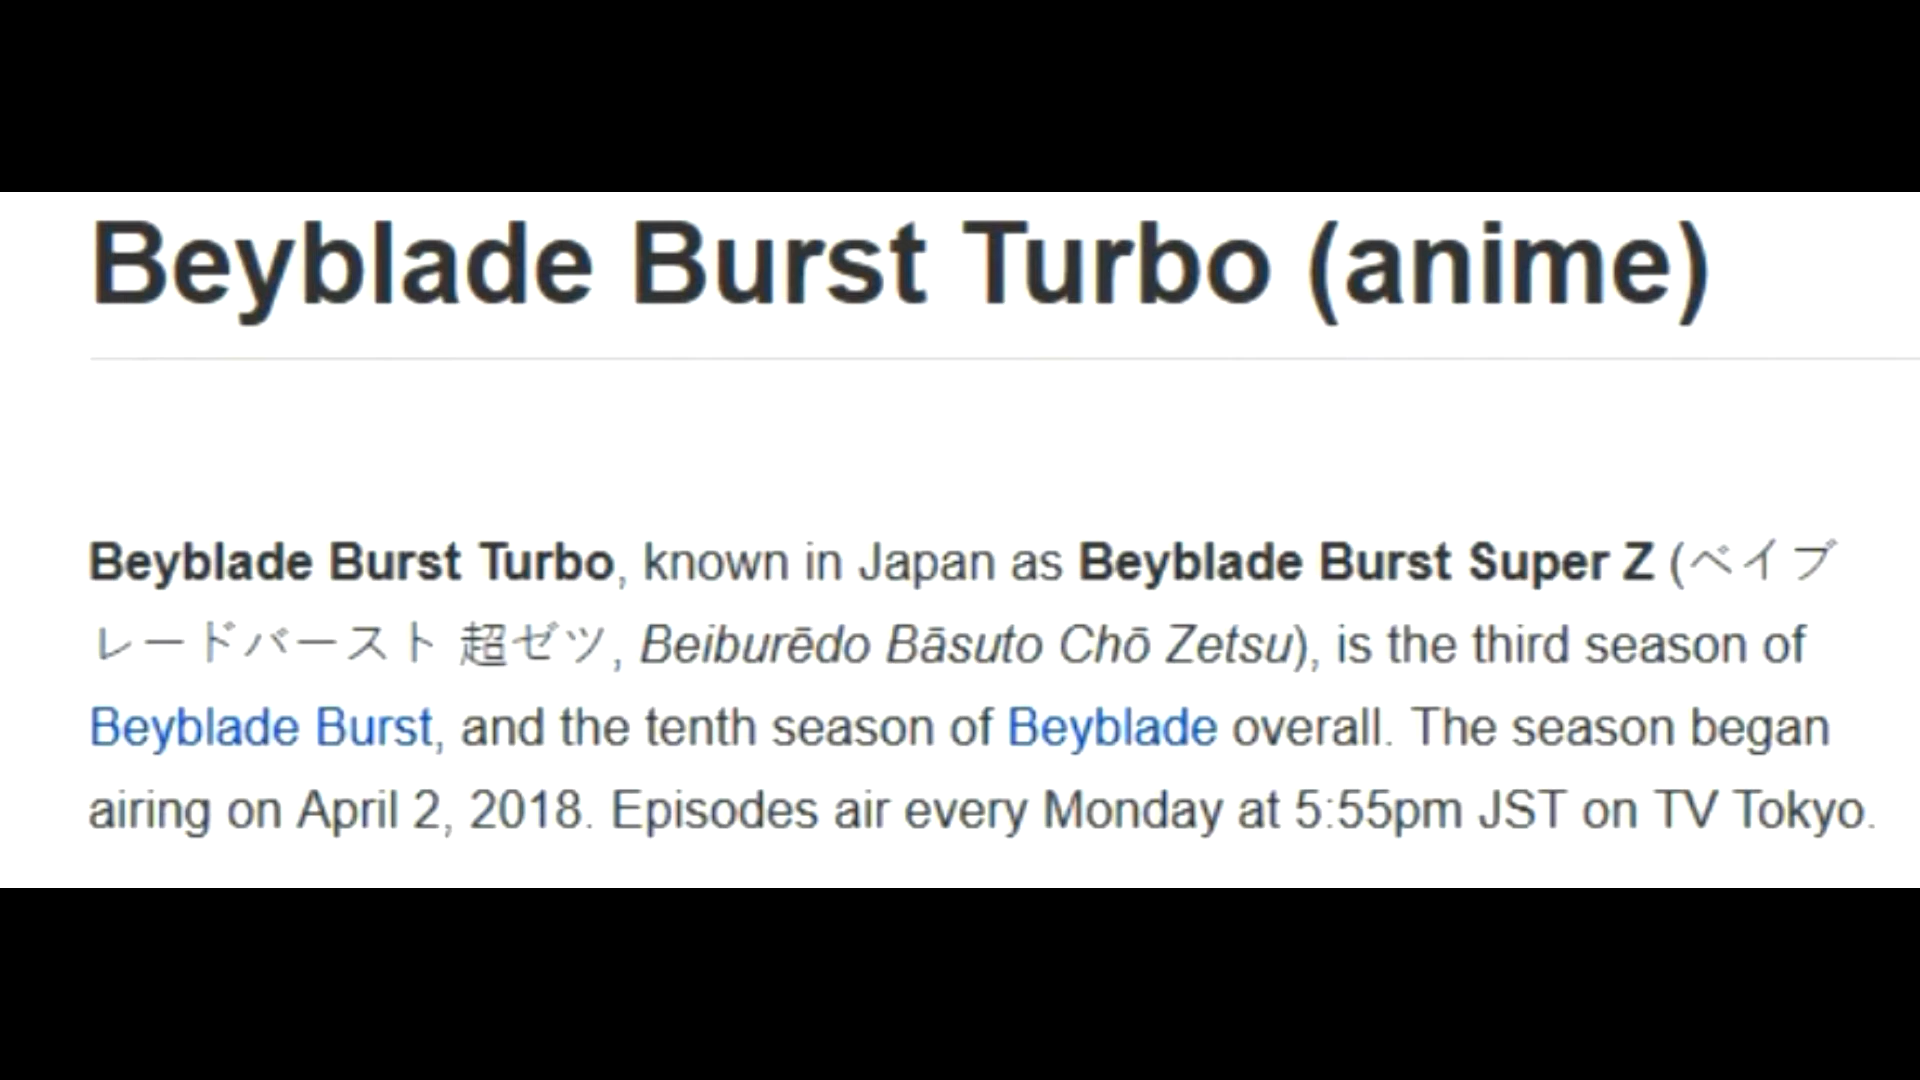 Beyblade Burst Turbo (anime)
Beyblade Burst Turbo, known in Japan as Beyblade Burst Super Z (ベイブ
レードバースト 超ゼツ, Beiburēdo Bāsuto Chō Zetsu), is the third season of
Beyblade Burst, and the tenth season of Beyblade overall. The season began
airing on April 2, 2018. Episodes air every Monday at 5:55pm JST on TV Tokyo.